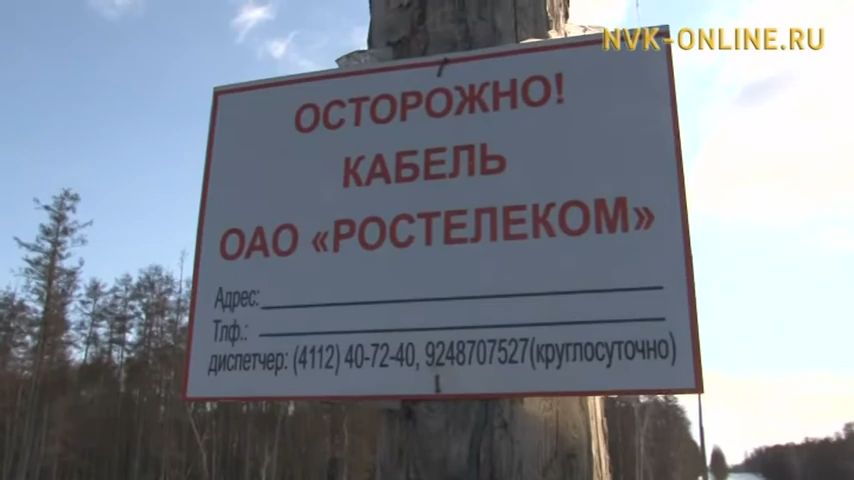 NVK-ONLINE.RU
ОСТОРОЖНО!
КАБЕЛЬ
ОАО «РОСТЕЛЕКОМ»
Адрес:
Тлф.:
диспетчер: (4112) 40-72-40, 9248707527(круглосуточно)